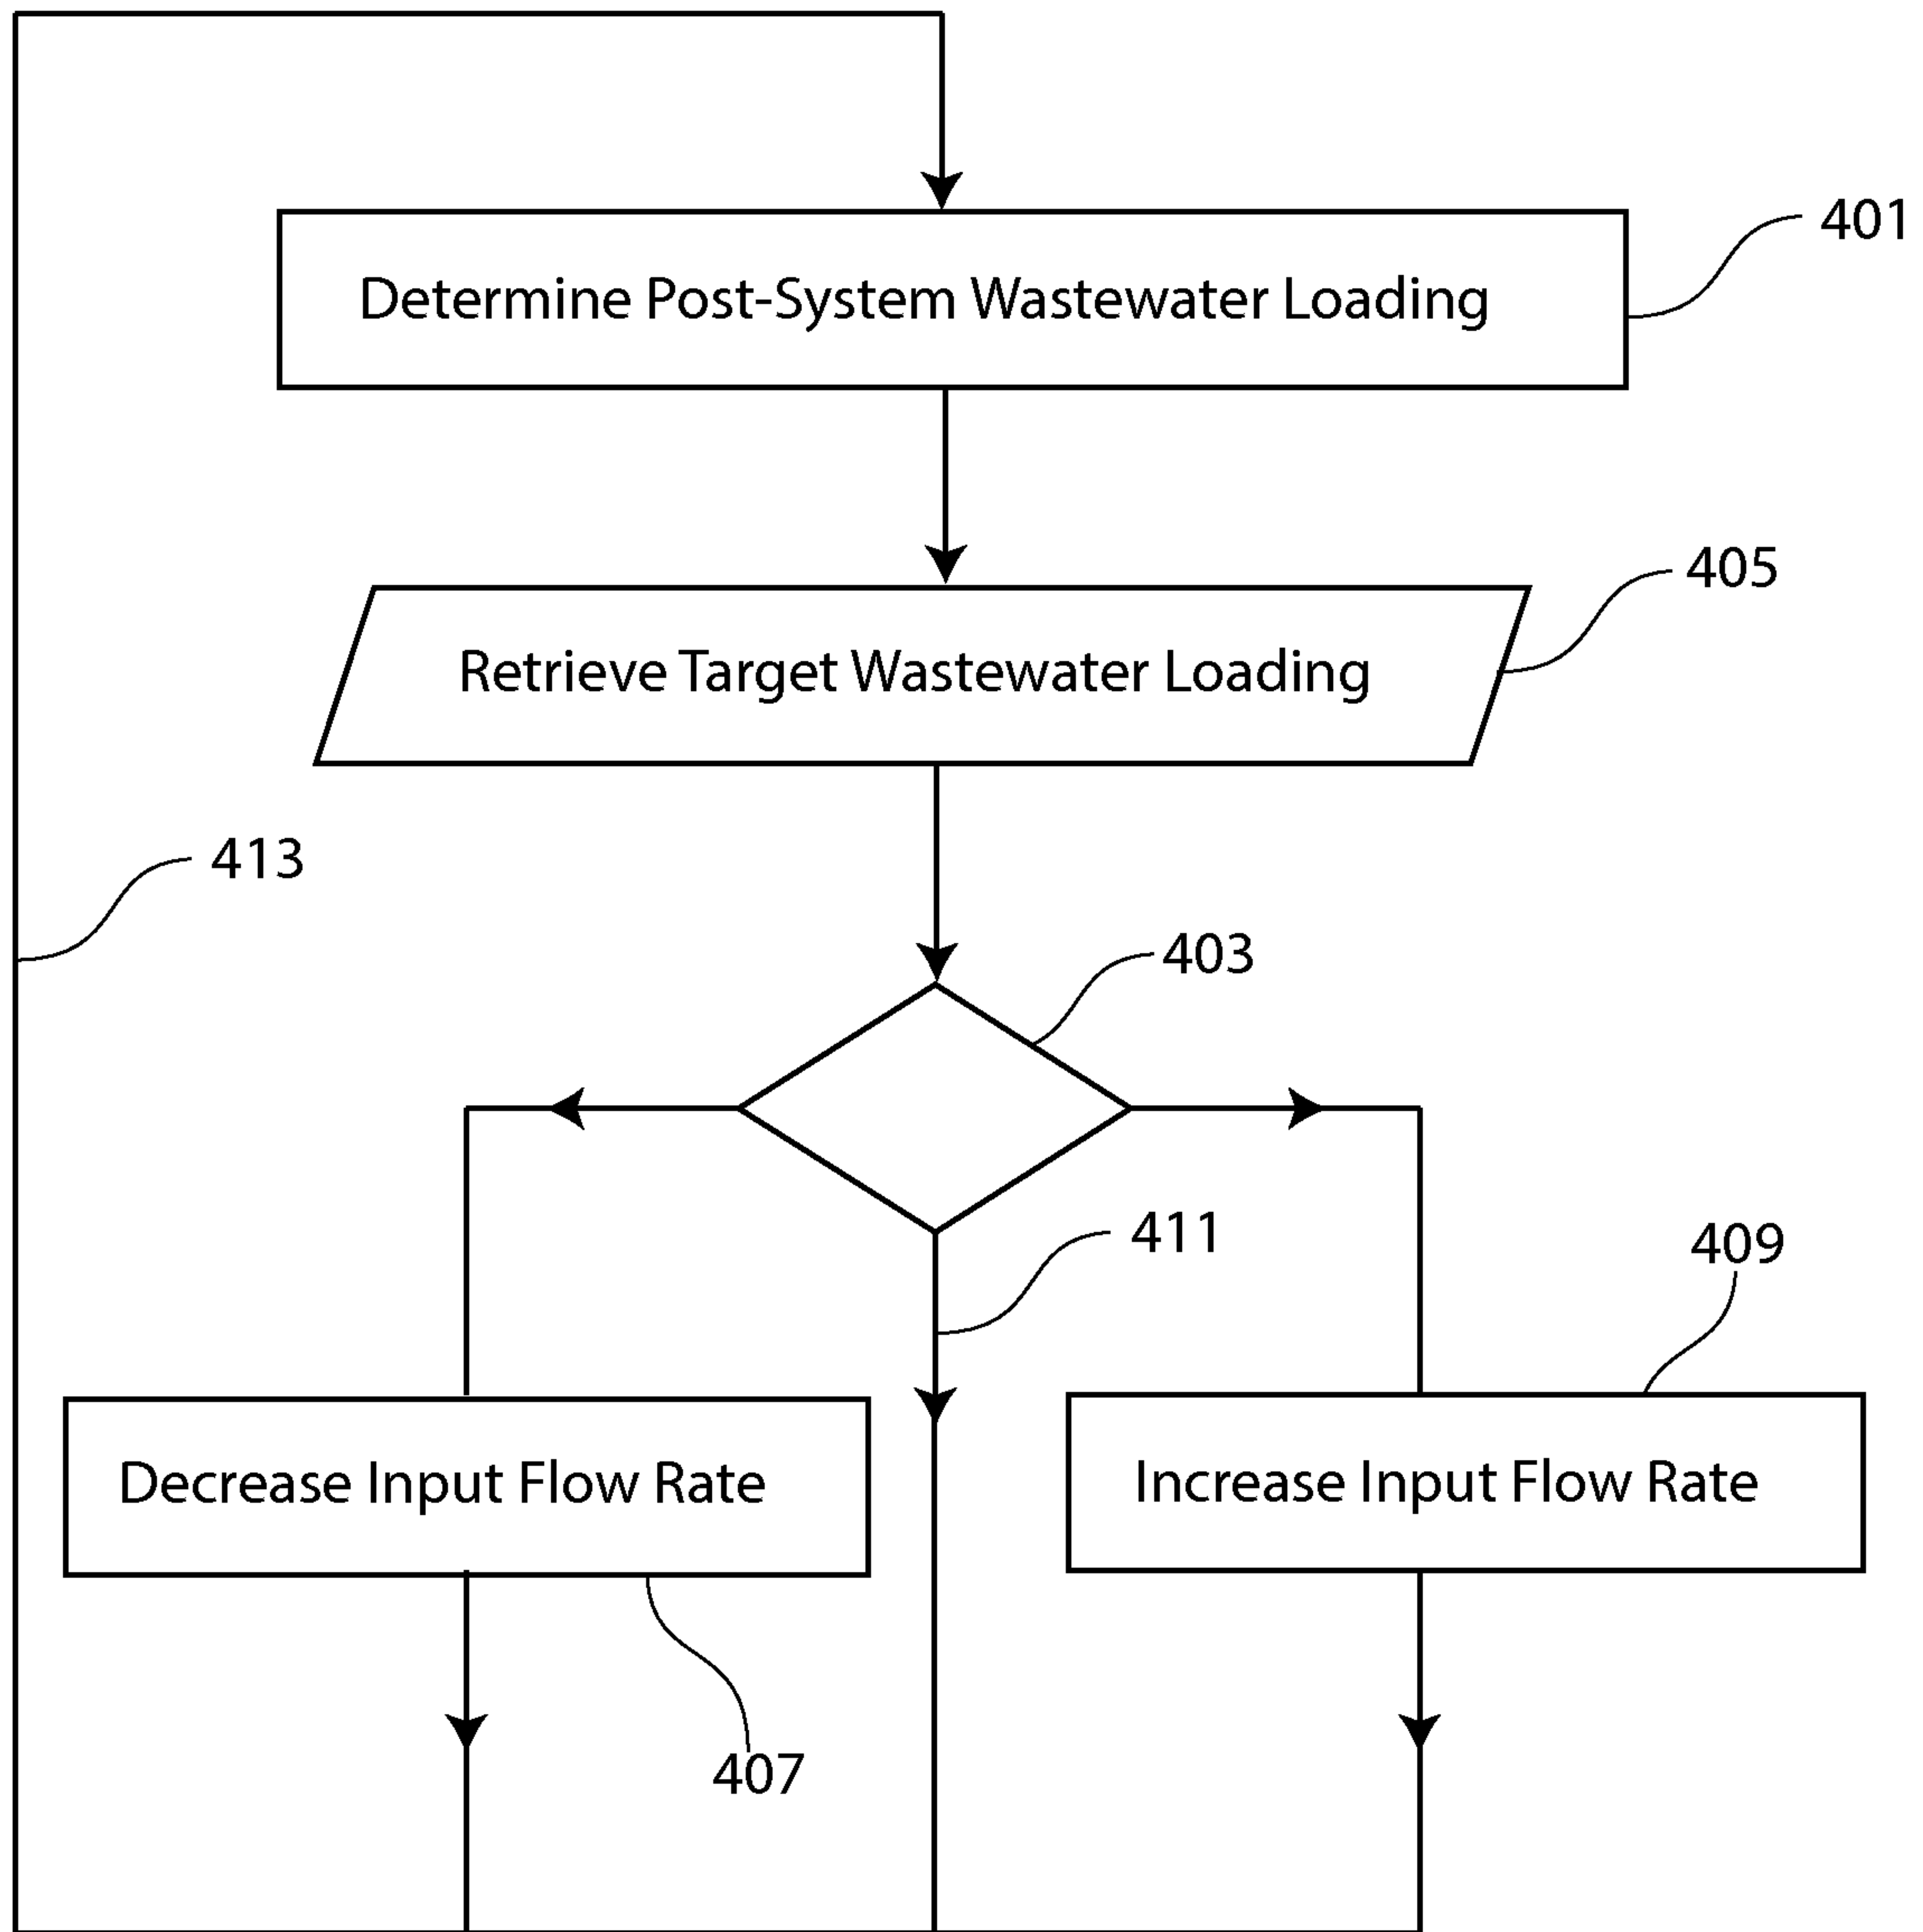 401
Determine Post-System Wastewater Loading
405
Retrieve Target Wastewater Loading
413
403
411
409
Decrease Input Flow Rate
Increase Input Flow Rate
407